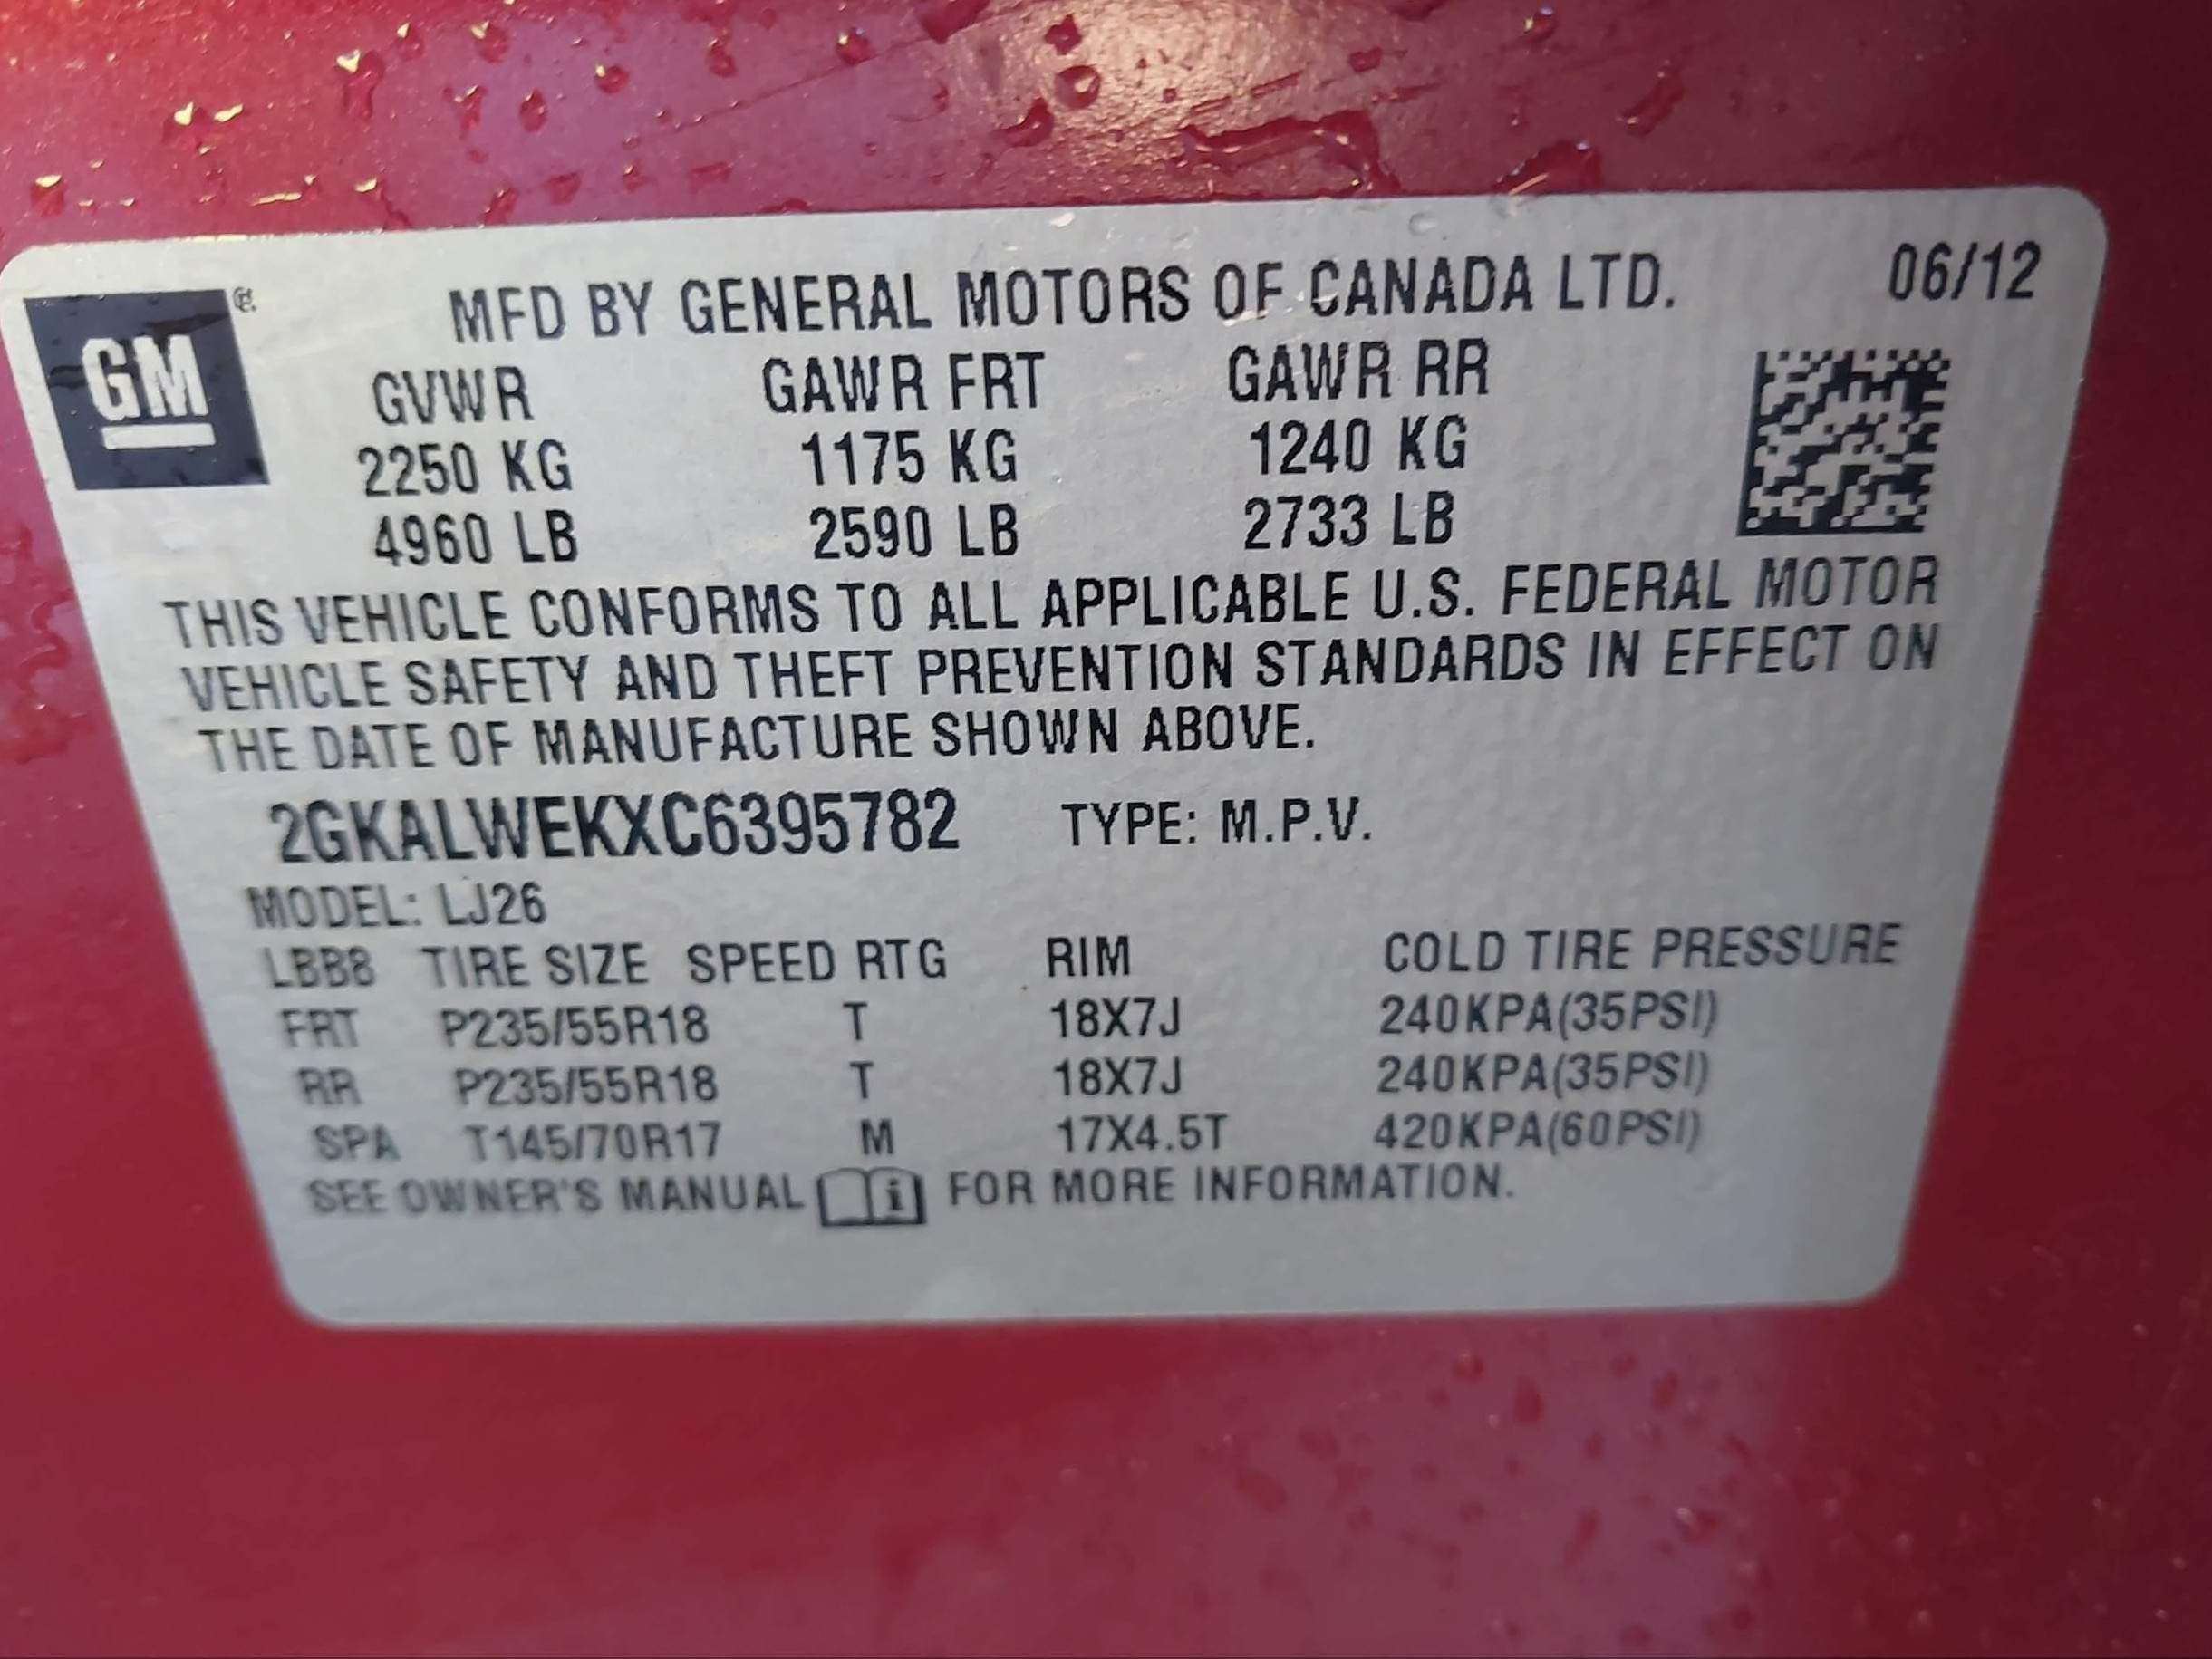 GM ®
MFD BY GENERAL MOTORS OF CANADA LTD. 06/12
GVWR GAWR FRT GAWR RR
2250 KG 1175 KG 1240 KG
4960 LB 2590 LB 2733 LB
THIS VEHICLE CONFORMS TO ALL APPLICABLE U.S. FEDERAL MOTOR
VEHICLE SAFETY AND THEFT PREVENTION STANDARDS IN EFFECT ON
THE DATE OF MANUFACTURE SHOWN ABOVE.
2GKALWEKXC6395782 TYPE: M.P.V.
MODEL: LJ26
LBB8 TIRE SIZE SPEED RTG RIM COLD TIRE PRESSURE
FRT P235/55R18 T 18X7J 240KPA(35PSI)
RR P235/55R18 T 18X7J 240KPA(35PSI)
SPA T145/70R17 M 17X4.5T 420KPA(60PSI)
SEE OWNER'S MANUAL i FOR MORE INFORMATION.